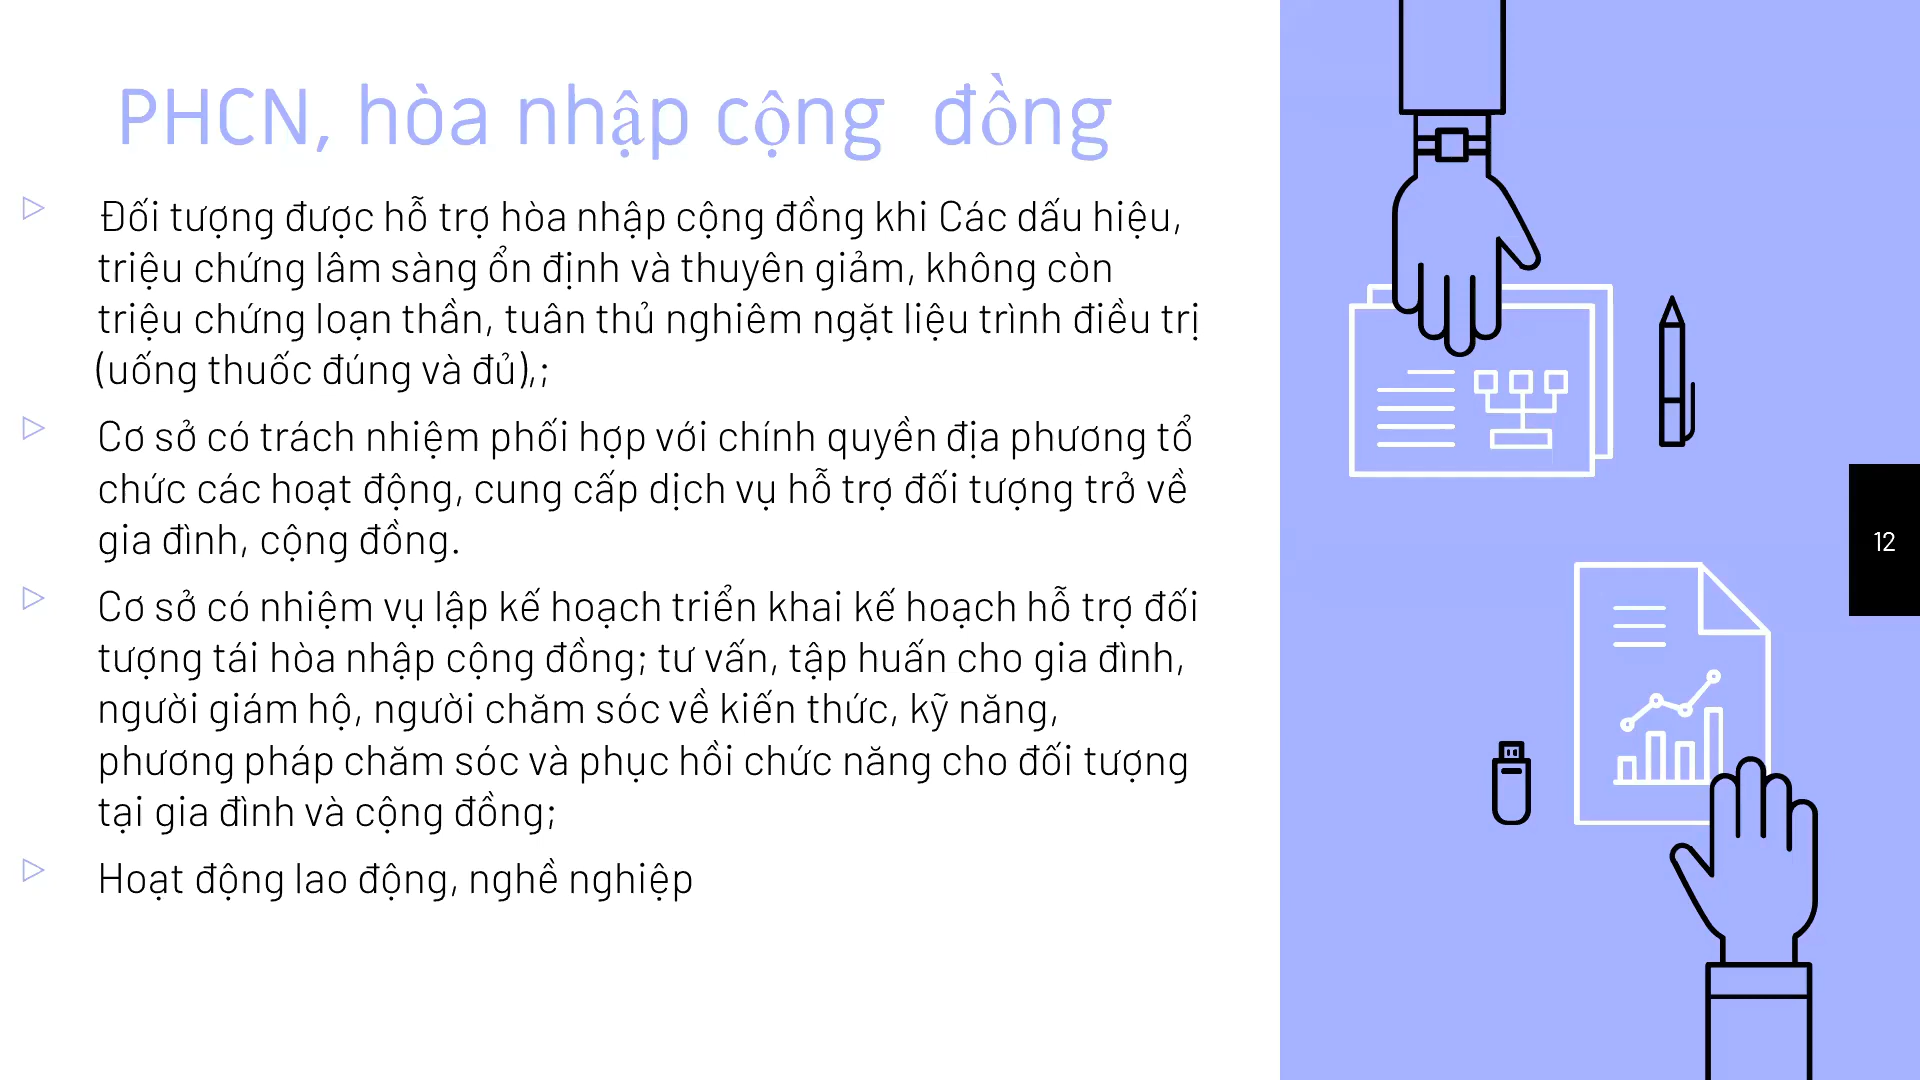 PHCN, hòa nhập cộng đồng
Đối tượng được hỗ trợ hòa nhập cộng đồng khi Các dấu hiệu,
triệu chứng lâm sàng ổn định và thuyên giảm, không còn
triệu chứng loạn thần, tuân thủ nghiêm ngặt liệu trình điều trị
(uống thuốc đúng và đủ),;
Cơ sở có trách nhiệm phối hợp với chính quyền địa phương tổ
chức các hoạt động, cung cấp dịch vụ hỗ trợ đối tượng trở về
gia đình, cộng đồng.
Cơ sở có nhiệm vụ lập kế hoạch triển khai kế hoạch hỗ trợ đối
tượng tái hòa nhập cộng đồng; tư vấn, tập huấn cho gia đình,
người giám hộ, người chăm sóc về kiến thức, kỹ năng,
phương pháp chăm sóc và phục hồi chức năng cho đối tượng
tại gia đình và cộng đồng;
Hoạt động lao động, nghề nghiệp
12